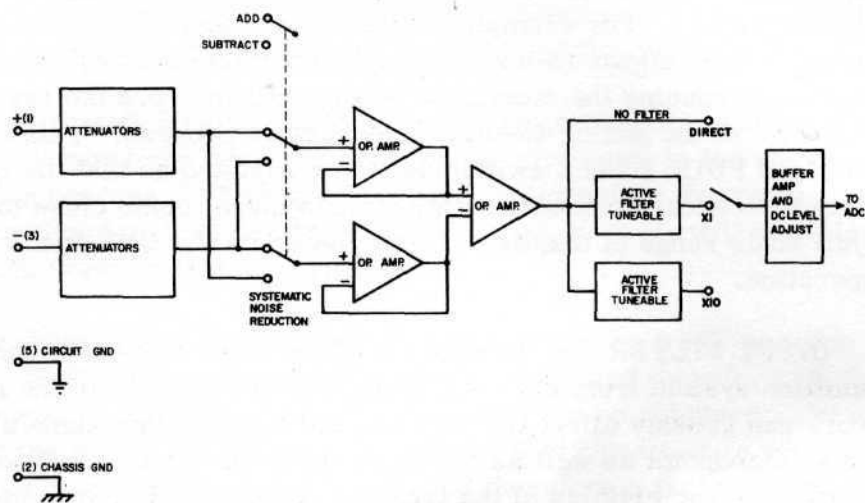 ADD
SUBTRACT
+(1)
ATTENUATORS
+
OP. AMP.
−
NO FILTER
DIRECT
+
OP. AMP.
−
ACTIVE
FILTER
TUNEABLE
X1
BUFFER
AMP
AND
DC LEVEL
ADJUST
TO
ADC
−(3)
ATTENUATORS
+
OP. AMP.
−
SYSTEMATIC
NOISE
REDUCTION
ACTIVE
FILTER
TUNEABLE
X10
(5) CIRCUIT GND
(2) CHASSIS GND